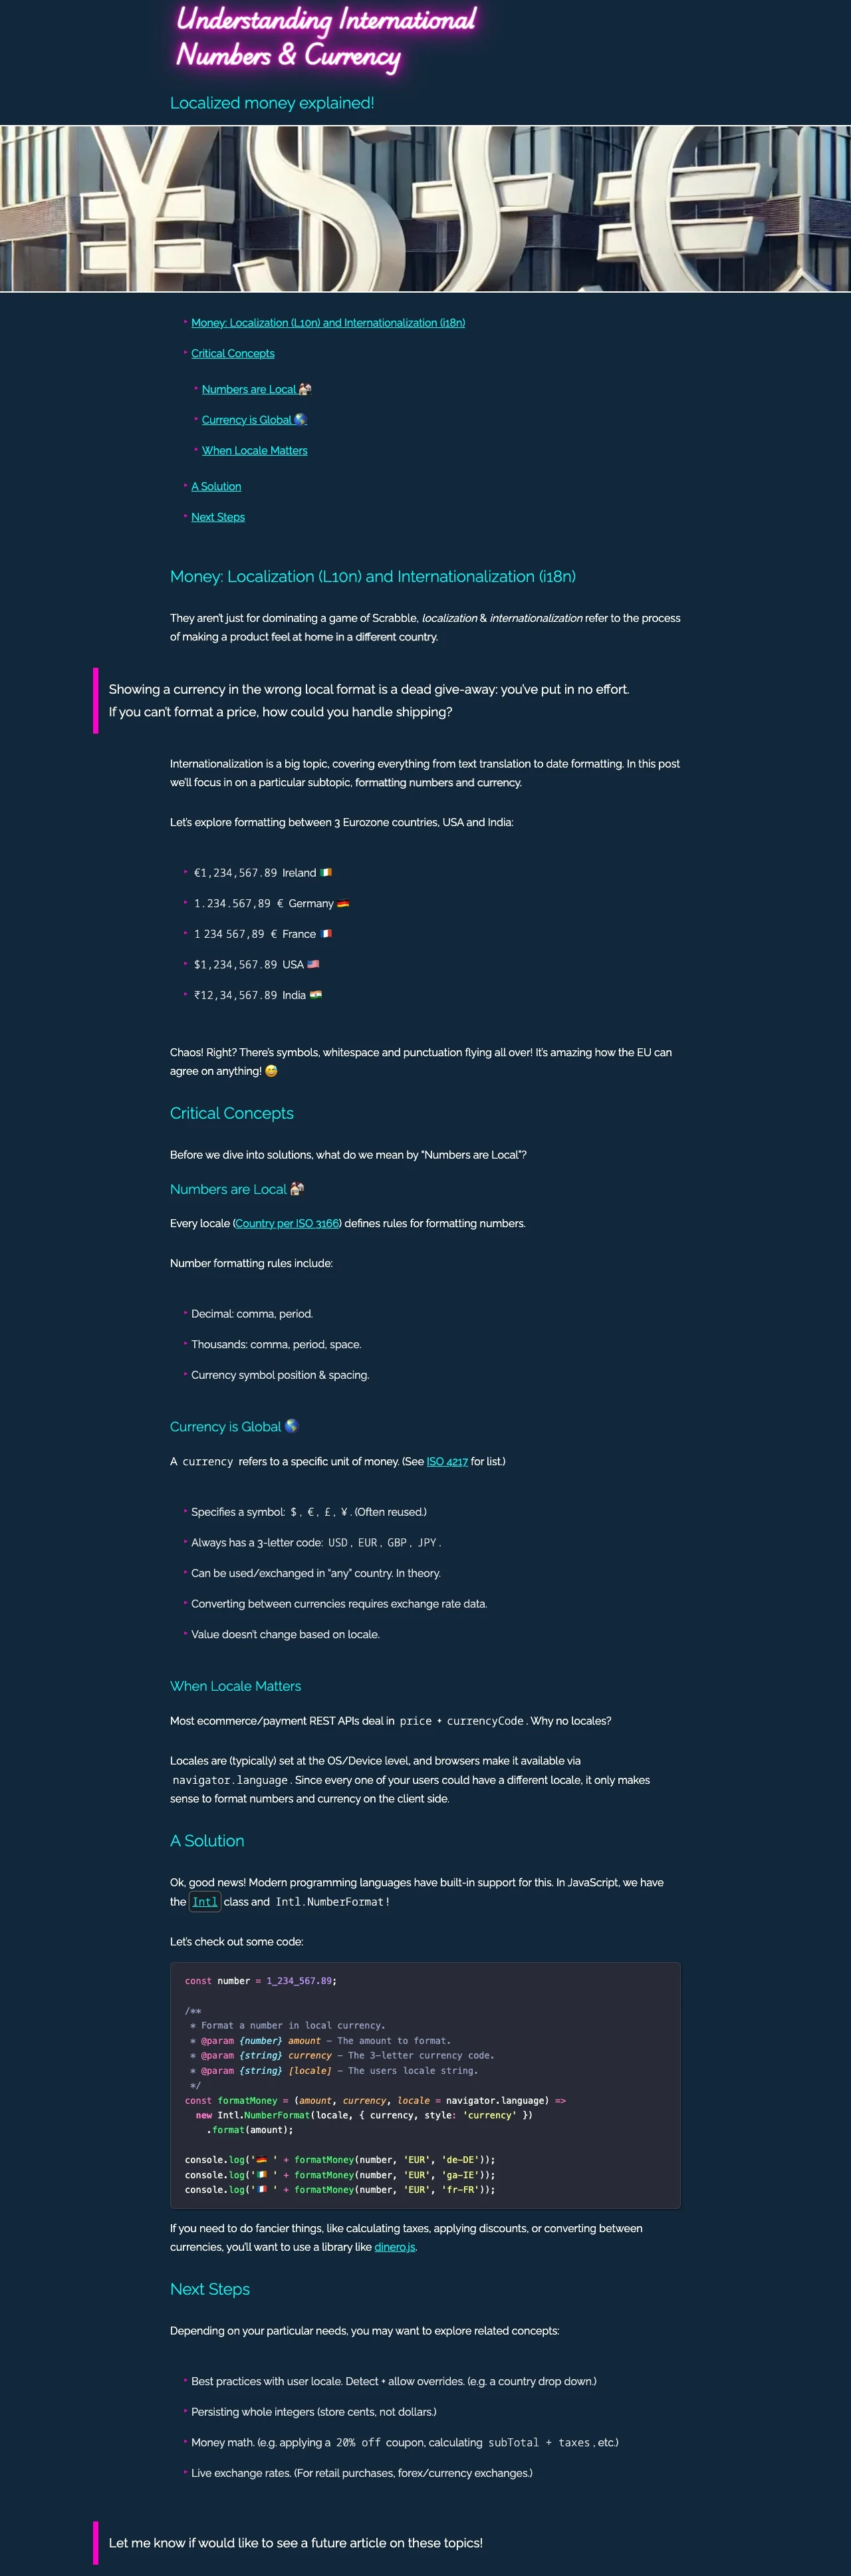 Understanding International
Numbers & Currency
Localized money explained!
¥$£€
Money: Localization (L10n) and Internationalization (i18n)
Critical Concepts
Numbers are Local 🏘️
Currency is Global 🌎
When Locale Matters
A Solution
Next Steps
Money: Localization (L10n) and Internationalization (i18n)
They aren't just for dominating a game of Scrabble, localization & internationalization refer to the process
of making a product feel at home in a different country.
Showing a currency in the wrong local format is a dead give-away: you've put in no effort.
If you can't format a price, how could you handle shipping?
Internationalization is a big topic, covering everything from text translation to date formatting. In this post
we'll focus in on a particular subtopic, formatting numbers and currency.
Let's explore formatting between 3 Eurozone countries, USA and India:
€1,234,567.89 Ireland 🇮🇪
1.234.567,89 € Germany 🇩🇪
1 234 567,89 € France 🇫🇷
$1,234,567.89 USA 🇺🇸
₹12,34,567.89 India 🇮🇳
Chaos! Right? There's symbols, whitespace and punctuation flying all over! It's amazing how the EU can
agree on anything! 😅
Critical Concepts
Before we dive into solutions, what do we mean by "Numbers are Local"?
Numbers are Local 🏘️
Every locale (Country per ISO 3166) defines rules for formatting numbers.
Number formatting rules include:
Decimal: comma, period.
Thousands: comma, period, space.
Currency symbol position & spacing.
Currency is Global 🌎
A currency refers to a specific unit of money. (See ISO 4217 for list.)
Specifies a symbol: $, €, £, ¥. (Often reused.)
Always has a 3-letter code: USD, EUR, GBP, JPY.
Can be used/exchanged in “any” country. In theory.
Converting between currencies requires exchange rate data.
Value doesn't change based on locale.
When Locale Matters
Most ecommerce/payment REST APIs deal in price + currencyCode. Why no locales?
Locales are (typically) set at the OS/Device level, and browsers make it available via
navigator.language. Since every one of your users could have a different locale, it only makes
sense to format numbers and currency on the client side.
A Solution
Ok, good news! Modern programming languages have built-in support for this. In JavaScript, we have
the Intl class and Intl.NumberFormat!
Let's check out some code:
const number = 1_234_567.89;
/**
* Format a number in local currency.
* @param {number} amount - The amount to format.
* @param {string} currency - The 3-letter currency code.
* @param {string} [locale] - The users locale string.
*/
const formatMoney = (amount, currency, locale = navigator.language) =>
new Intl.NumberFormat(locale, { currency, style: 'currency' })
.format(amount);
console.log('🇩🇪 ' + formatMoney(number, 'EUR', 'de-DE'));
console.log('🇮🇪 ' + formatMoney(number, 'EUR', 'ga-IE'));
console.log('🇫🇷 ' + formatMoney(number, 'EUR', 'fr-FR'));
If you need to do fancier things, like calculating taxes, applying discounts, or converting between
currencies, you'll want to use a library like dinero.js.
Next Steps
Depending on your particular needs, you may want to explore related concepts:
Best practices with user locale. Detect + allow overrides. (e.g. a country drop down.)
Persisting whole integers (store cents, not dollars.)
Money math. (e.g. applying a 20% off coupon, calculating subTotal + taxes, etc.)
Live exchange rates. (For retail purchases, forex/currency exchanges.)
Let me know if would like to see a future article on these topics!